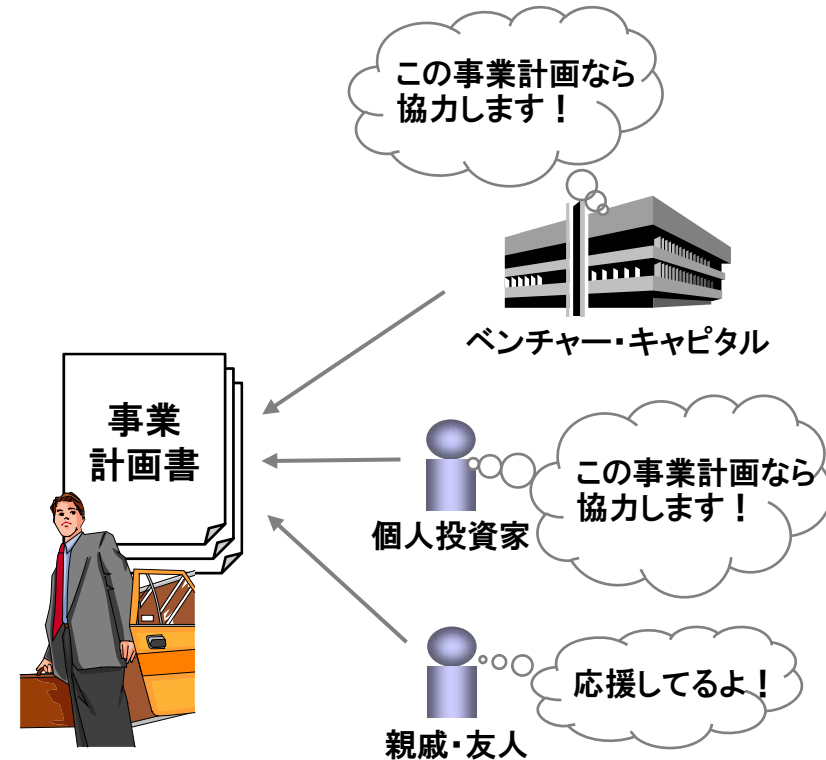 この事業計画なら
協力します！
ベンチャー・キャピタル
事業
計画書
この事業計画なら
協力します！
個人投資家
応援してるよ！
親戚・友人